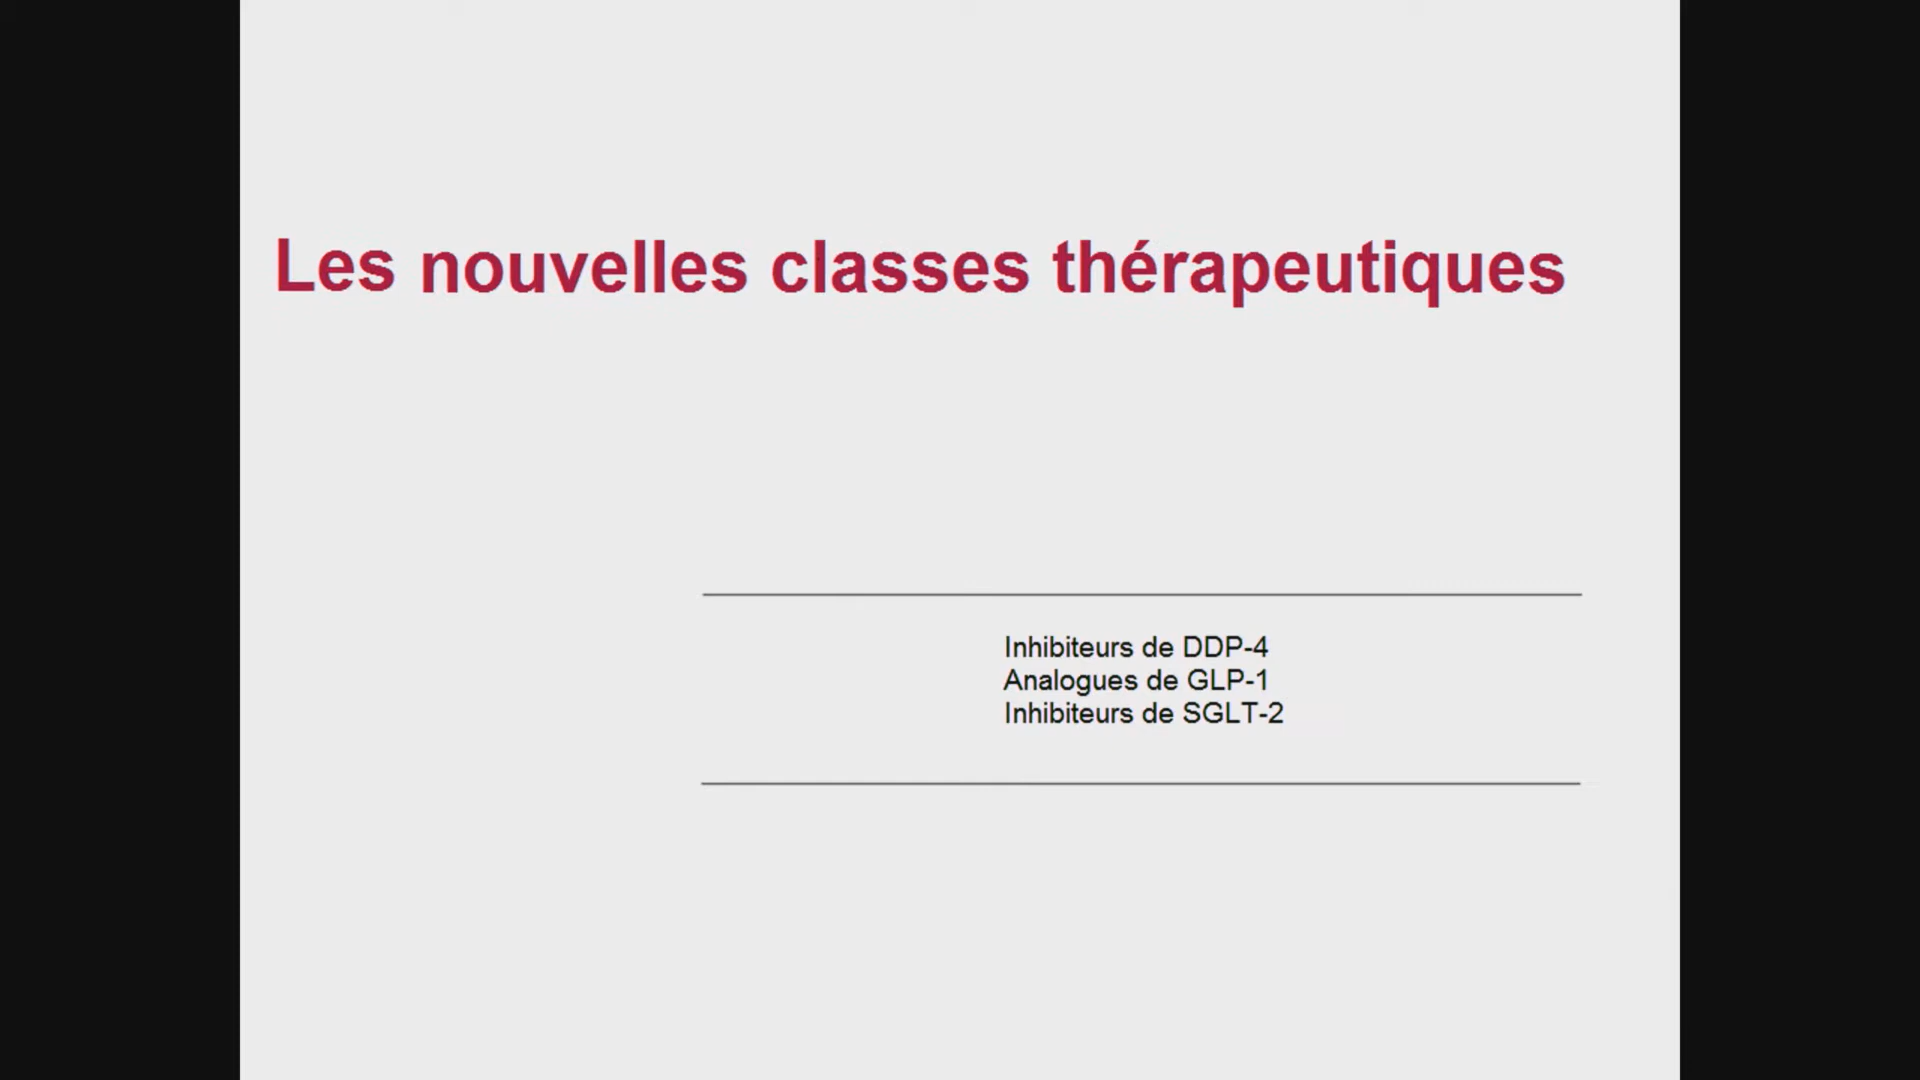 Les nouvelles classes thérapeutiques
Inhibiteurs de DDP-4
Analogues de GLP-1
Inhibiteurs de SGLT-2